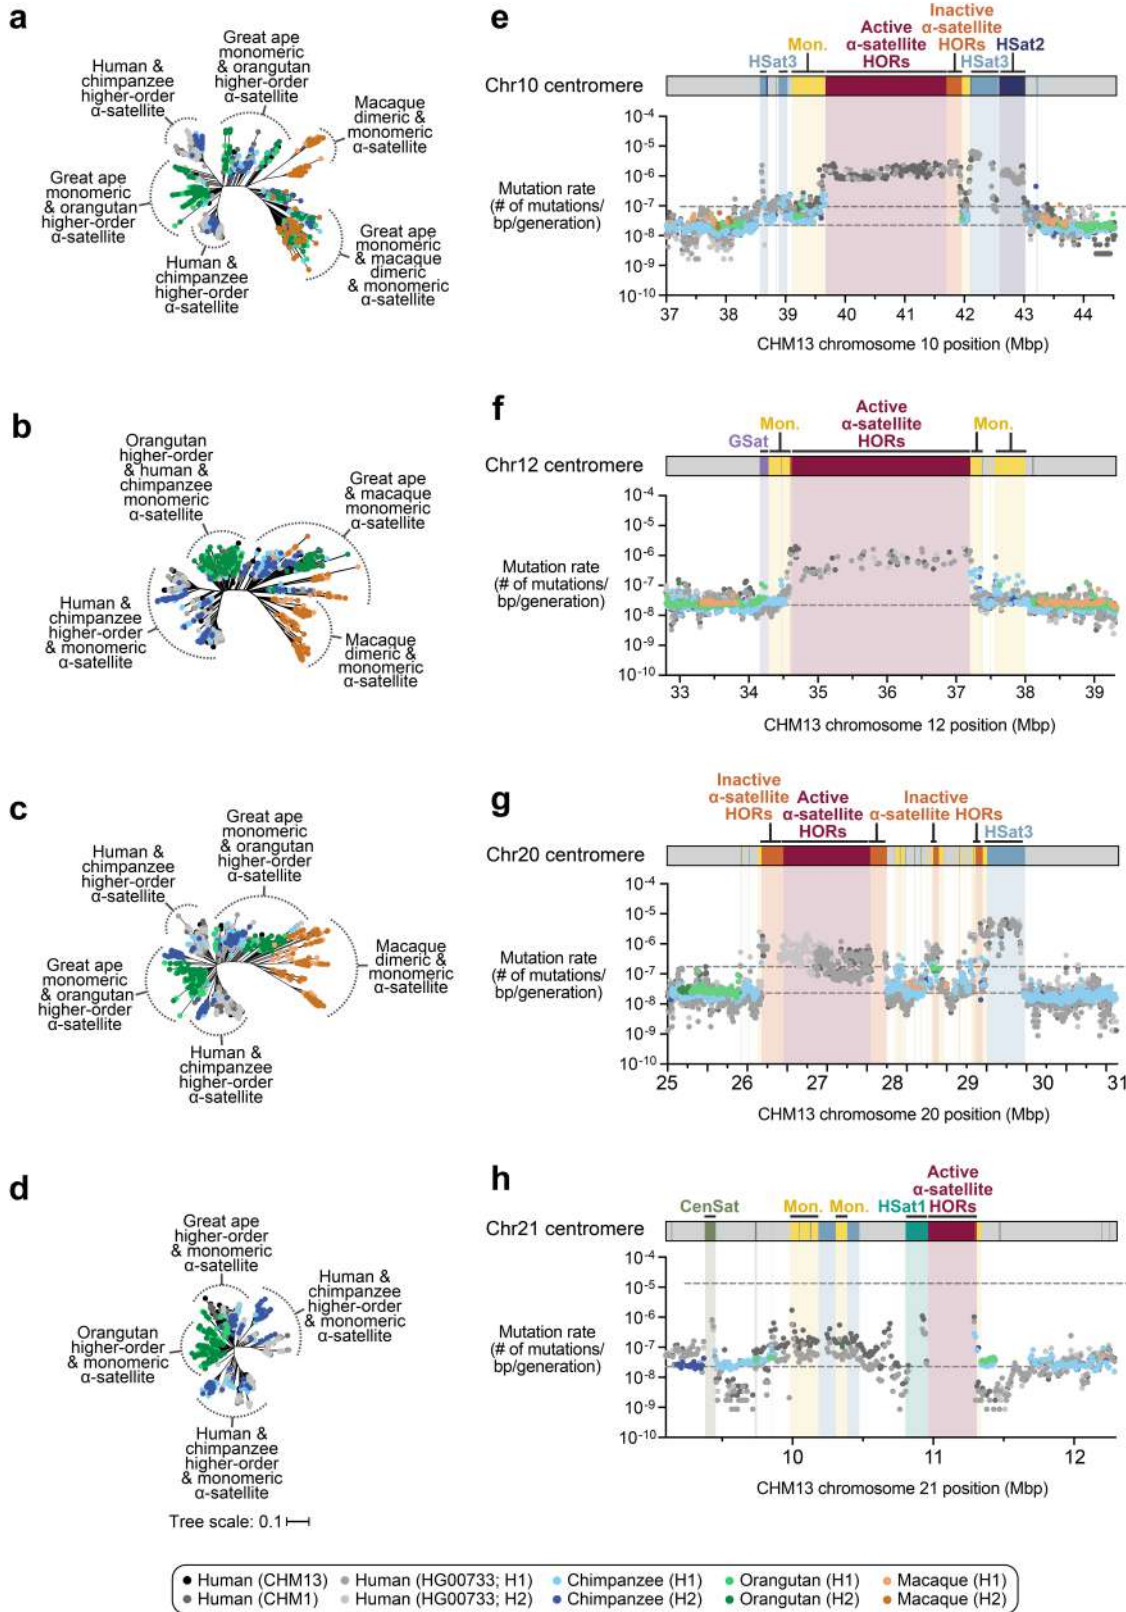 a
Human &
chimpanzee
higher-order
α-satellite
Great ape
monomeric
& orangutan
higher-order
α-satellite
Macaque
dimeric &
monomeric
α-satellite
Great ape
monomeric
& orangutan
higher-order
α-satellite
Human &
chimpanzee
higher-order
α-satellite
Great ape
monomeric
& macaque
dimeric
& monomeric
α-satellite
b
Orangutan
higher-order
& human &
chimpanzee
monomeric
α-satellite
Great ape
& macaque
monomeric
α-satellite
Human &
chimpanzee
higher-order
& monomeric
α-satellite
Macaque
dimeric &
monomeric
α-satellite
c
Human &
chimpanzee
higher-order
α-satellite
Great ape
monomeric
& orangutan
higher-order
α-satellite
Great ape
monomeric
& orangutan
higher-order
α-satellite
Macaque
dimeric &
monomeric
α-satellite
Human &
chimpanzee
higher-order
α-satellite
d
Great ape
higher-order
& monomeric
α-satellite
Human &
chimpanzee
higher-order
& monomeric
α-satellite
Orangutan
higher-order
& monomeric
α-satellite
Human &
chimpanzee
higher-order
& monomeric
α-satellite
Tree scale: 0.1
e
HSat3
Mon.
Active
α-satellite
HORs
Inactive
α-satellite
HORs
HSat3
HSat2
Chr10 centromere
Mutation rate
(# of mutations/
bp/generation)
10-4
10-5
10-6
10-7
10-8
10-9
10-10
37 38 39 40 41 42 43 44
CHM13 chromosome 10 position (Mbp)
f
GSat
Mon.
Active
α-satellite
HORs
Mon.
Chr12 centromere
Mutation rate
(# of mutations/
bp/generation)
10-4
10-5
10-6
10-7
10-8
10-9
10-10
33 34 35 36 37 38 39
CHM13 chromosome 12 position (Mbp)
g
Inactive
α-satellite
HORs
Active
α-satellite
HORs
Inactive
α-satellite HORs
HSat3
Chr20 centromere
Mutation rate
(# of mutations/
bp/generation)
10-4
10-5
10-6
10-7
10-8
10-9
10-10
25 26 27 28 29 30 31
CHM13 chromosome 20 position (Mbp)
h
CenSat
Mon.
Mon.
HSat1
Active
α-satellite
HORs
Chr21 centromere
Mutation rate
(# of mutations/
bp/generation)
10-4
10-5
10-6
10-7
10-8
10-9
10-10
10 11 12
CHM13 chromosome 21 position (Mbp)
Human (CHM13) Human (HG00733; H1) Chimpanzee (H1) Orangutan (H1) Macaque (H1)
Human (CHM1) Human (HG00733; H2) Chimpanzee (H2) Orangutan (H2) Macaque (H2)